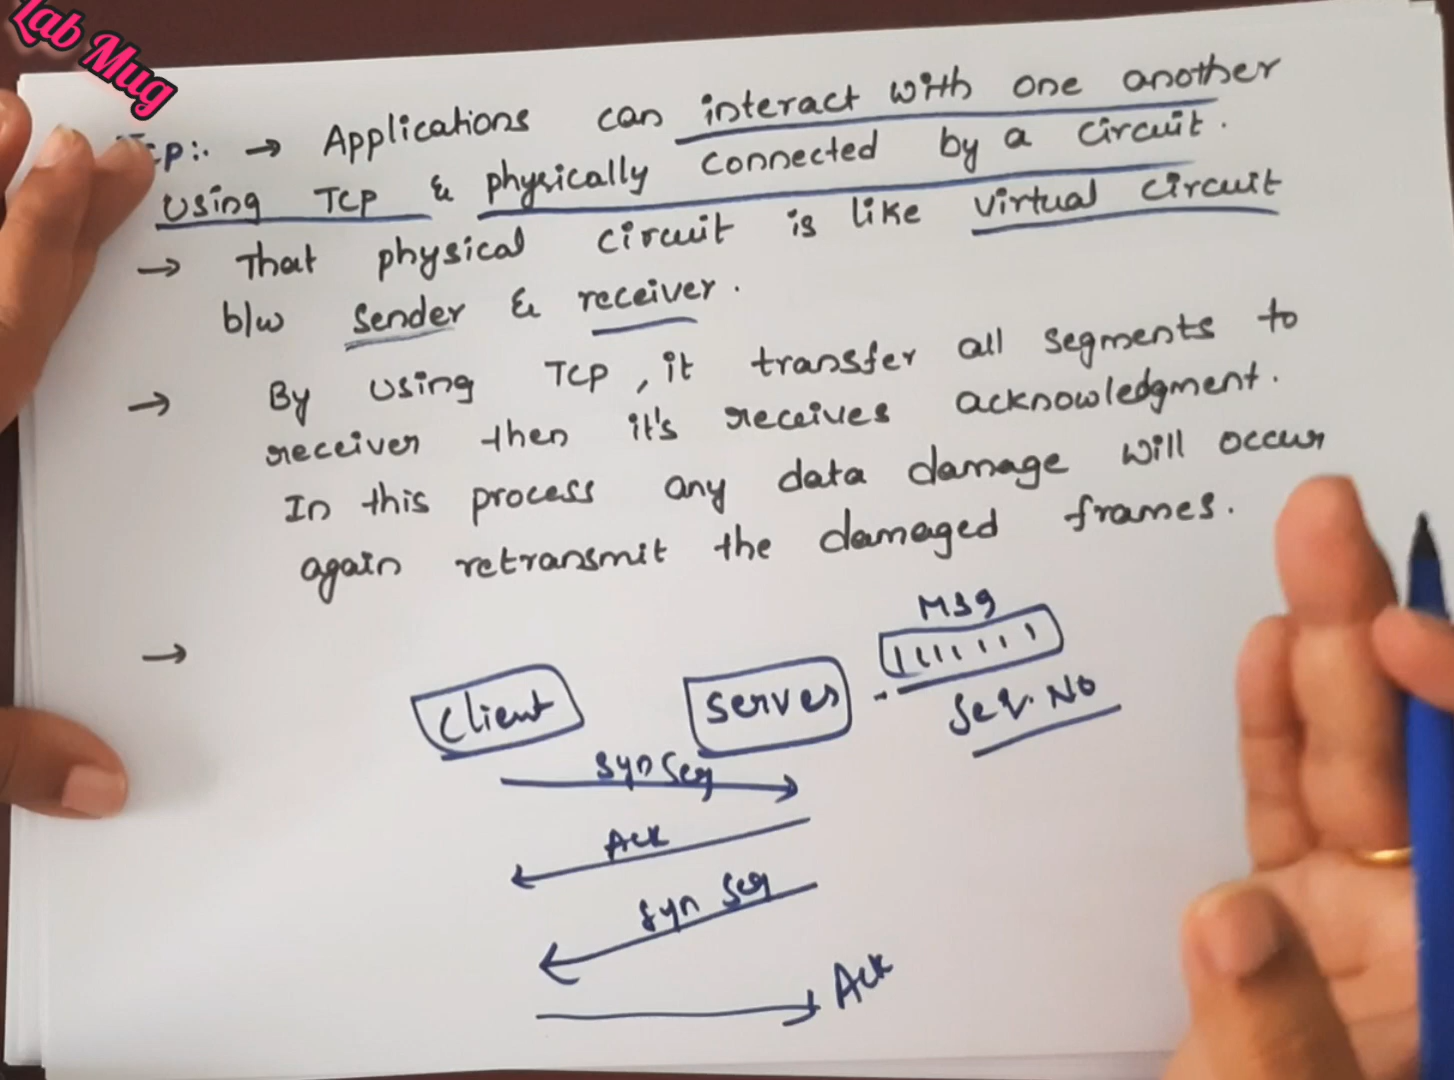 Lab Mug
Tcp:- → Applications can interact with one another
using TCP & physically connected by a circuit.
→ That physical circuit is like virtual circuit
b/w sender & receiver.
→ By using TCP, it transfer all segments to
receiver then it's receives acknowledgment.
In this process any data damage will occur
again retransmit the damaged frames.
→
Msg
Client Server
Seq. No
Syn Seg
Ack
Syn Seg
Ack